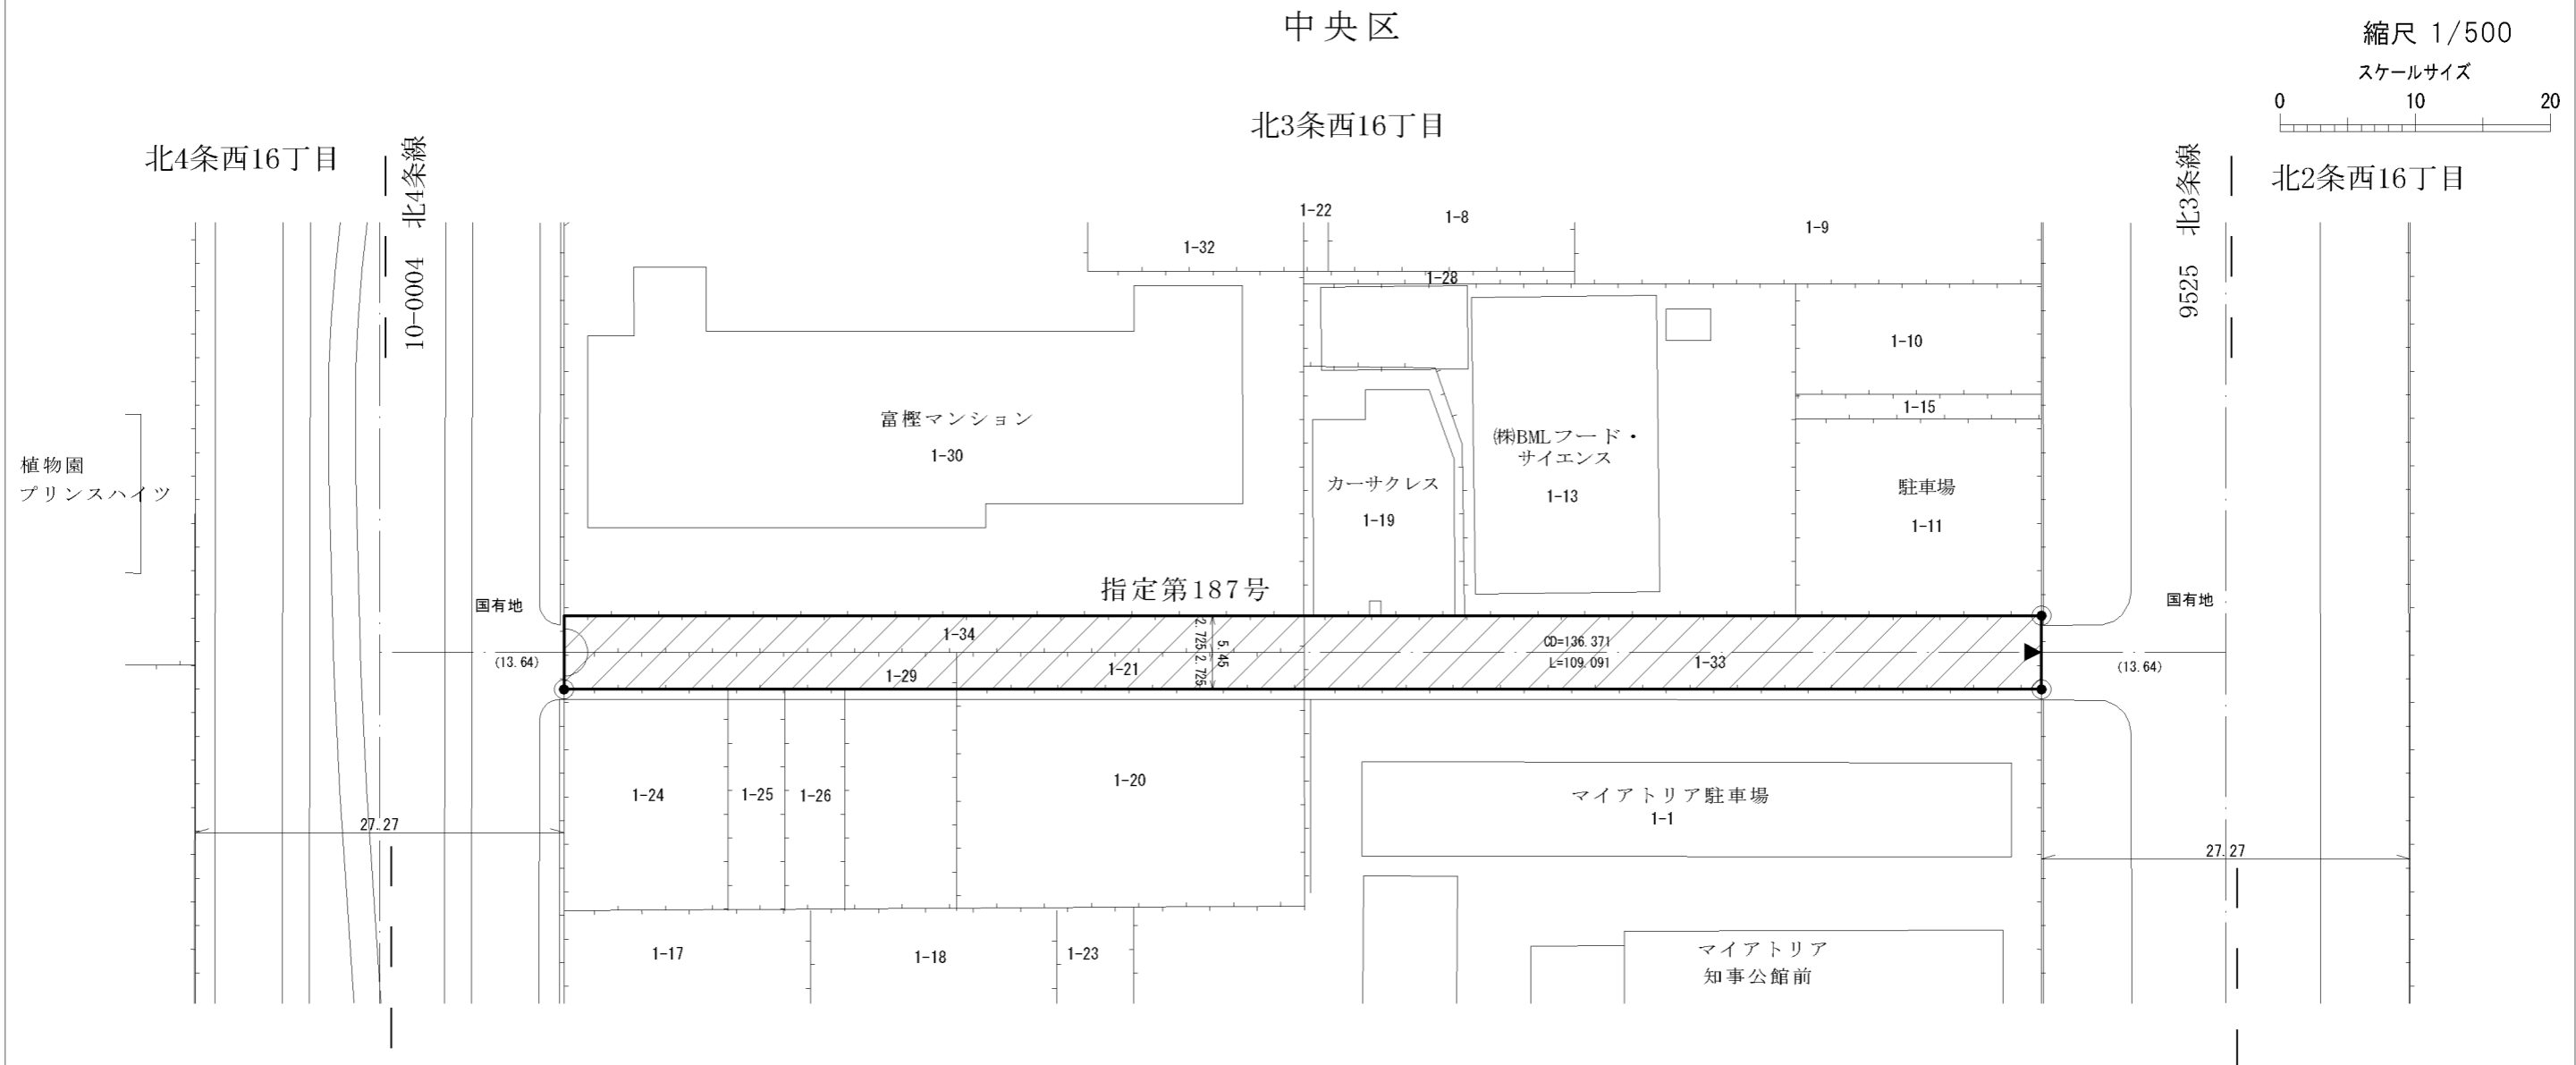 中央区
縮尺 1/500
スケールサイズ
0 10 20
北3条西16丁目
北4条西16丁目
10-0004 北4条線
9525 北3条線
北2条西16丁目
1-22
1-8
1-9
1-32
1-28
1-10
1-15
富樫マンション
1-30
㈱BMLフード・
サイエンス
1-13
カーサクレス
1-19
駐車場
1-11
植物園
プリンスハイツ
指定第187号
国有地
国有地
1-34
(13.64)
1-29
1-21
2.725 2.725
5.45
CD=136.371
L=109.091
1-33
(13.64)
1-24
1-25
1-26
1-20
マイアトリア駐車場
1-1
27.27
27.27
1-17
1-18
1-23
マイアトリア
知事公館前